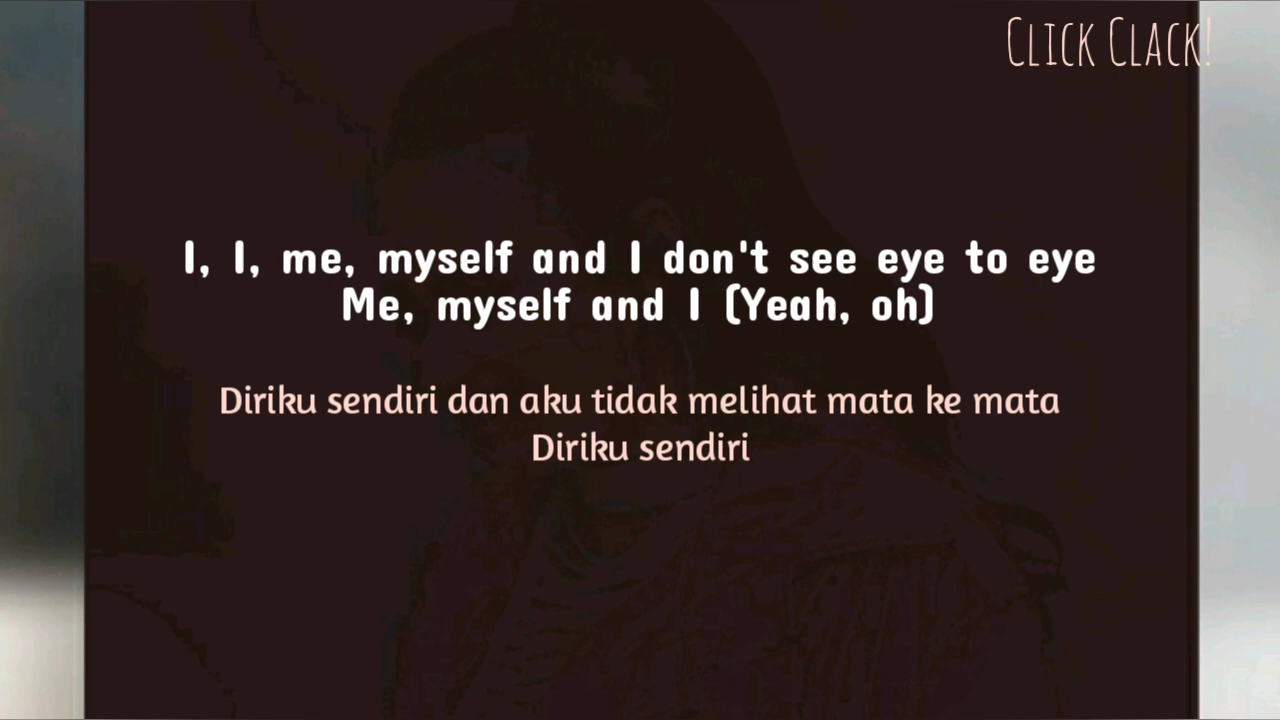 CLICK CLACK!
I, I, me, myself and I don't see eye to eye
Me, myself and I (Yeah, oh)
Diriku sendiri dan aku tidak melihat mata ke mata
Diriku sendiri